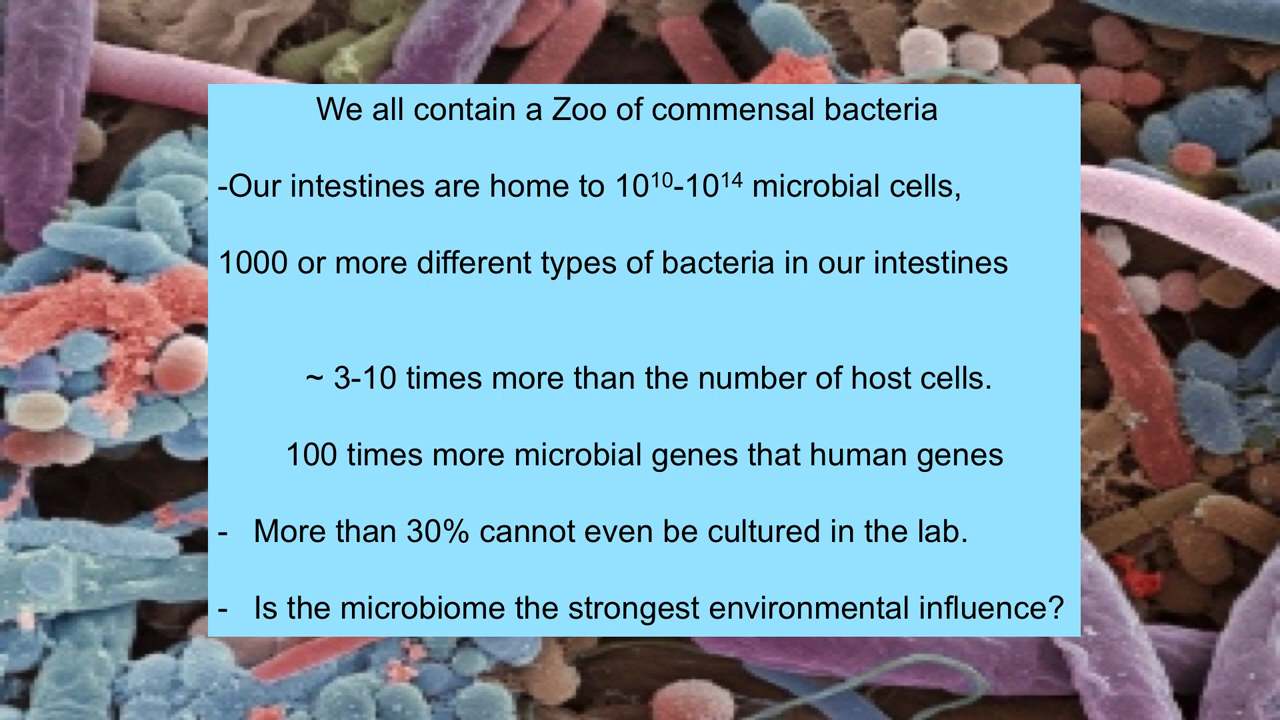 We all contain a Zoo of commensal bacteria
-Our intestines are home to 10¹⁰-10¹⁴ microbial cells,
1000 or more different types of bacteria in our intestines
~ 3-10 times more than the number of host cells.
100 times more microbial genes that human genes
- More than 30% cannot even be cultured in the lab.
- Is the microbiome the strongest environmental influence?